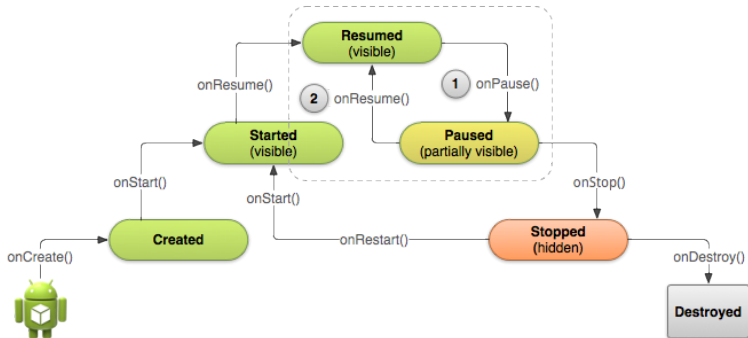 Resumed
(visible)
1
onPause()
2
onResume()
onResume()
Started
(visible)
Paused
(partially visible)
onStart()
onStart()
onStop()
Created
onRestart()
Stopped
(hidden)
onCreate()
onDestroy()
Destroyed